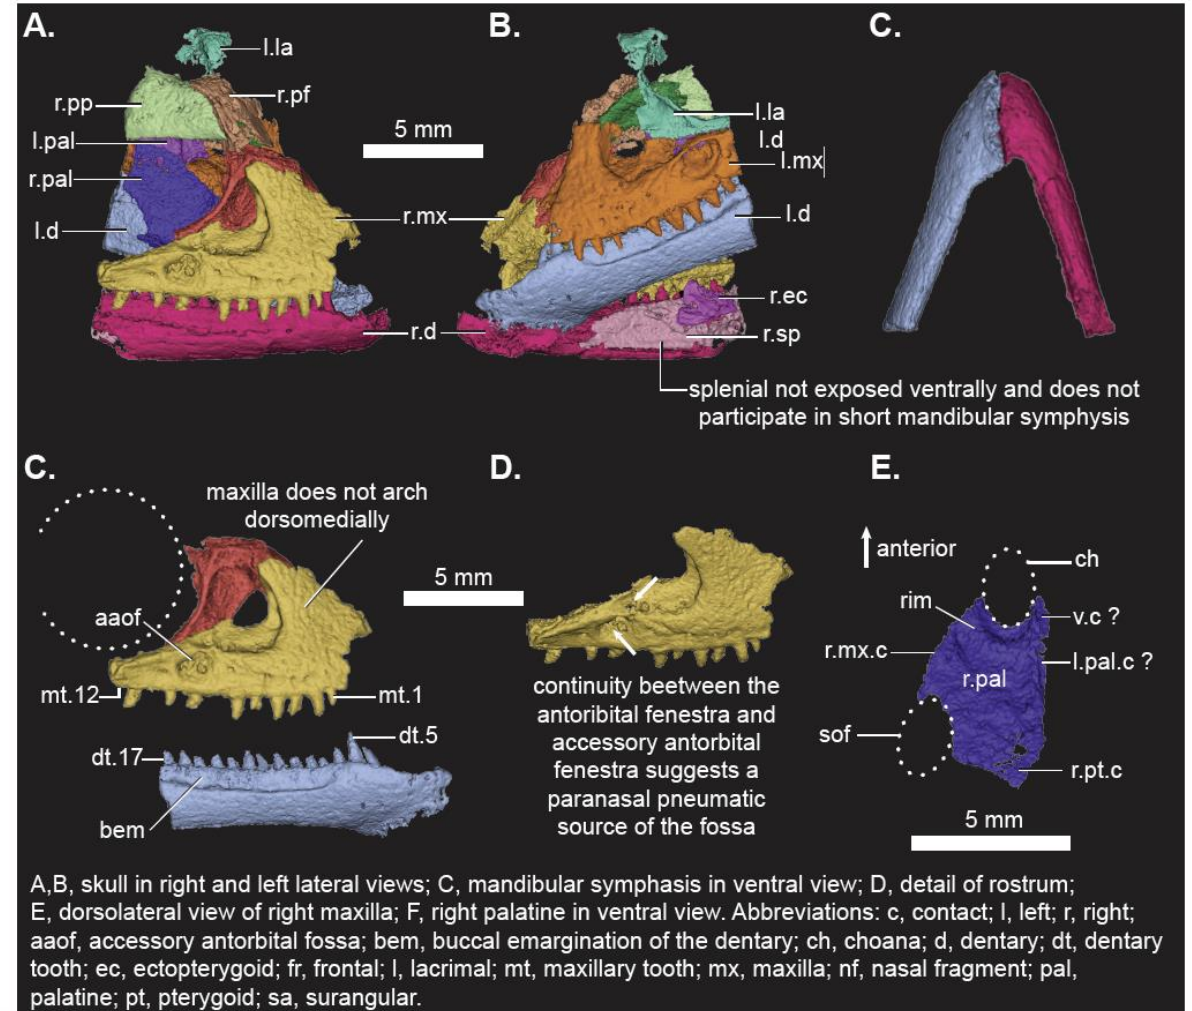 A.
B.
C.
l.la
r.pp
r.pf
l.pal
r.pal
l.d
5 mm
r.mx
r.d
l.la
l.d
l.mx
l.d
r.ec
r.sp
splenial not exposed ventrally and does not
participate in short mandibular symphysis
C.
maxilla does not arch
dorsomedially
aaof
mt.12
mt.1
dt.5
dt.17
bem
5 mm
D.
continuity beetween the
antoribital fenestra and
accessory antorbital
fenestra suggests a
paranasal pneumatic
source of the fossa
E.
anterior
ch
rim
v.c ?
r.mx.c
l.pal.c ?
r.pal
sof
r.pt.c
5 mm
A,B, skull in right and left lateral views; C, mandibular symphasis in ventral view; D, detail of rostrum;
E, dorsolateral view of right maxilla; F, right palatine in ventral view. Abbreviations: c, contact; l, left; r, right;
aaof, accessory antorbital fossa; bem, buccal emargination of the dentary; ch, choana; d, dentary; dt, dentary
tooth; ec, ectopterygoid; fr, frontal; l, lacrimal; mt, maxillary tooth; mx, maxilla; nf, nasal fragment; pal,
palatine; pt, pterygoid; sa, surangular.